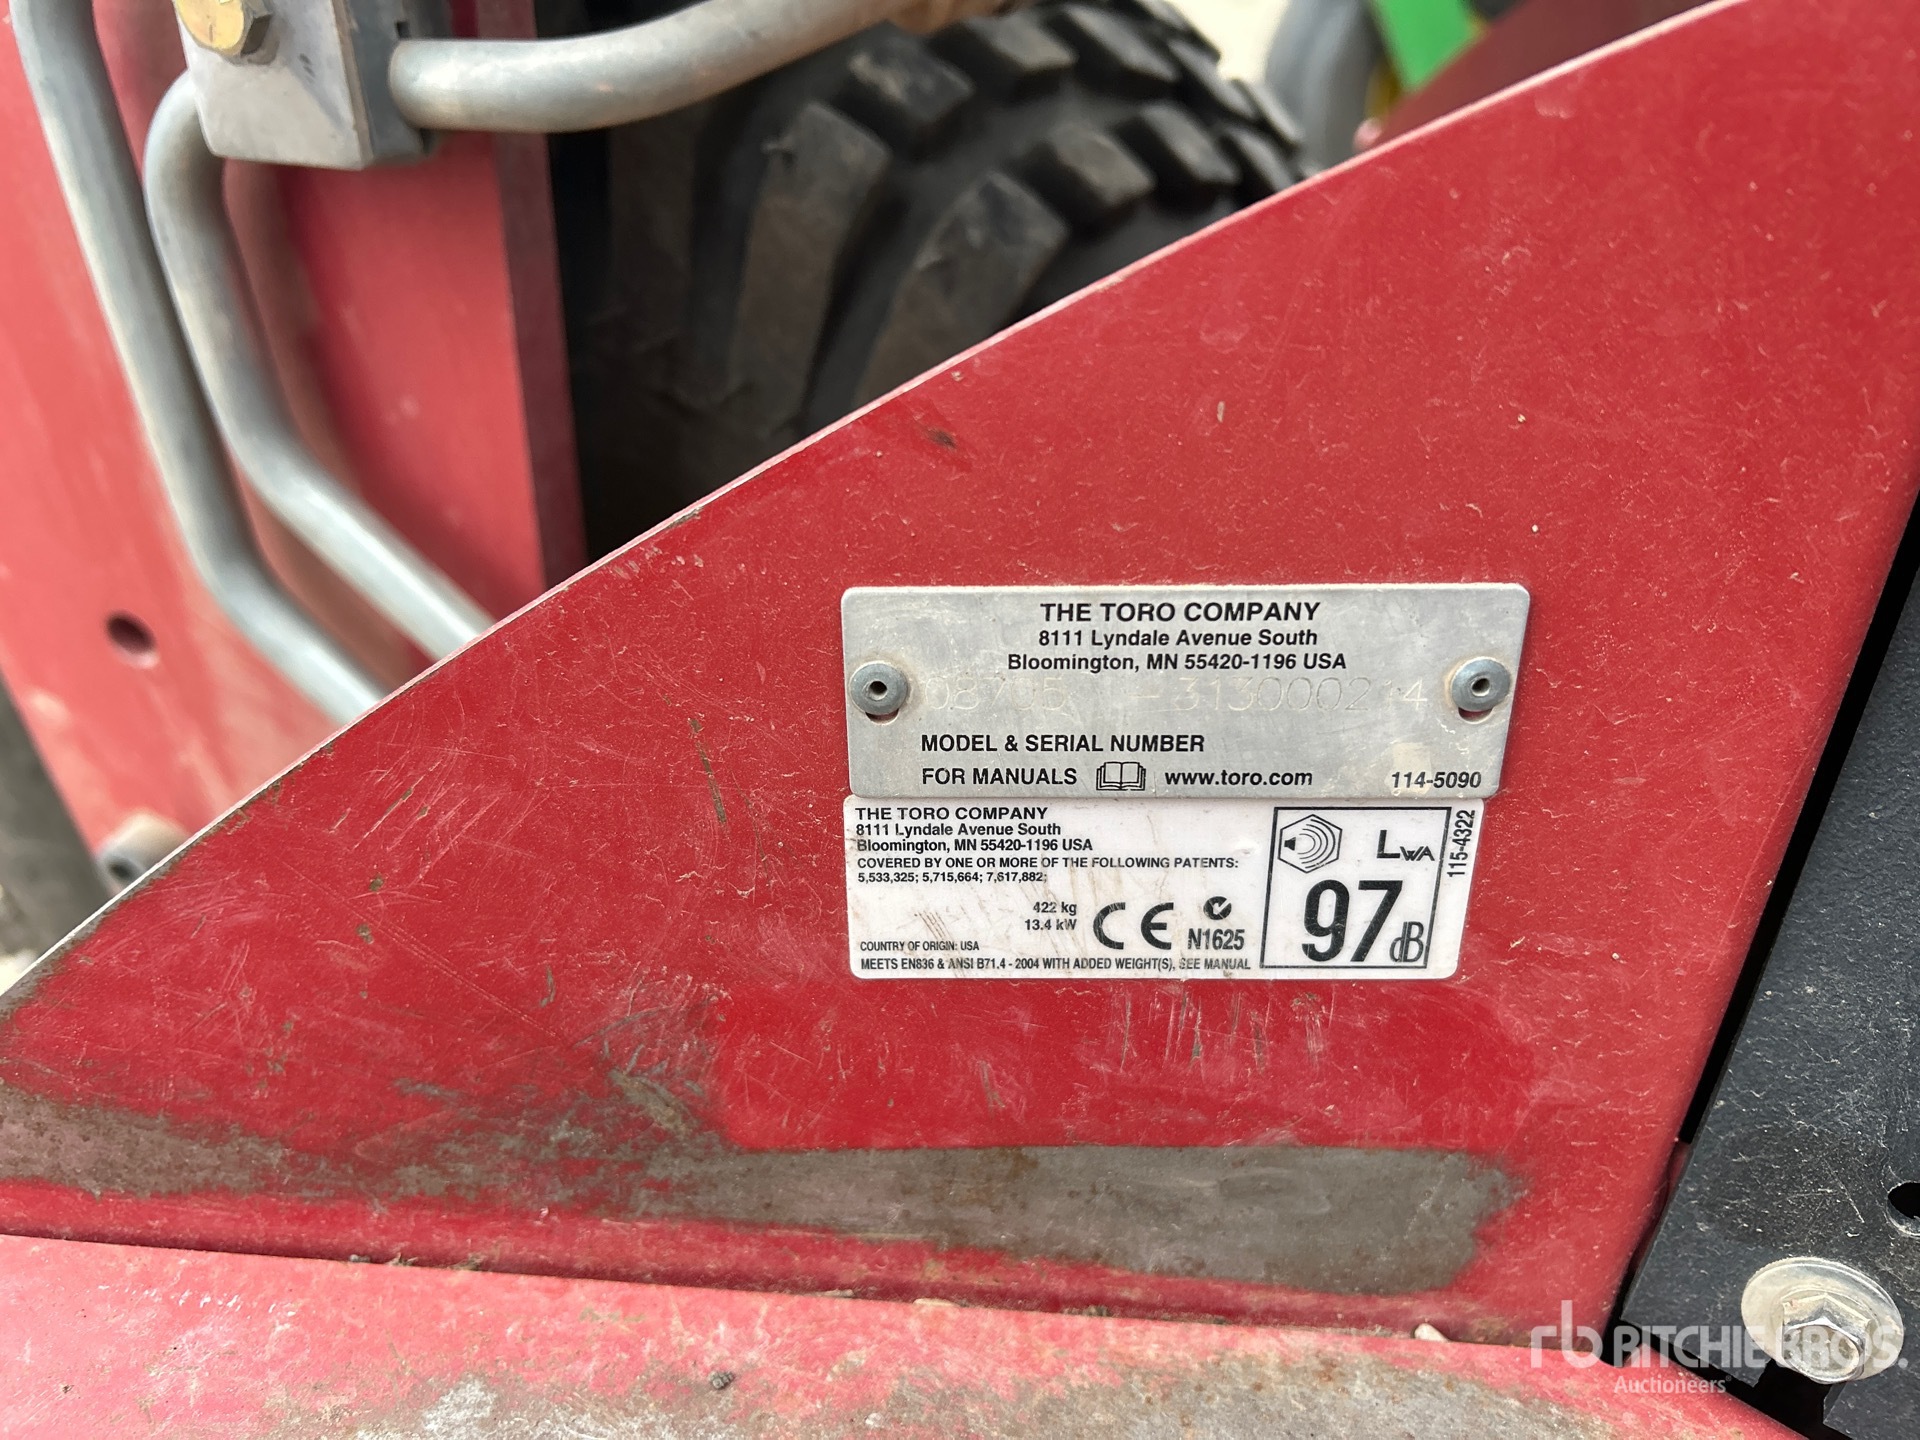 THE TORO COMPANY
8111 Lyndale Avenue South
Bloomington, MN 55420-1196 USA
08705 -313000214
MODEL & SERIAL NUMBER
FOR MANUALS www.toro.com 114-5090
THE TORO COMPANY
8111 Lyndale Avenue South
Bloomington, MN 55420-1196 USA
COVERED BY ONE OR MORE OF THE FOLLOWING PATENTS:
5,533,325; 5,715,664; 7,617,882;
422 kg
13.4 kW
CE
N1625
COUNTRY OF ORIGIN: USA
MEETS EN836 & ANSI B71.4 - 2004 WITH ADDED WEIGHT(S), SEE MANUAL
LWA
97 dB
115-4322
rb RITCHIE BROS.
Auctioneers